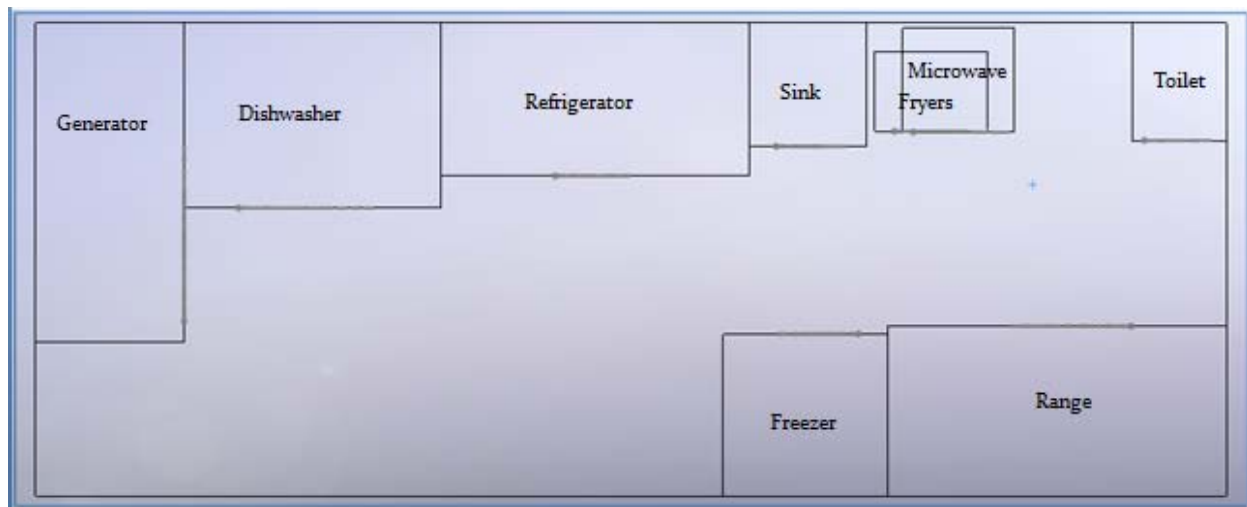 Generator
Dishwasher
Refrigerator
Sink
Microwave
Fryers
Toilet
Freezer
Range